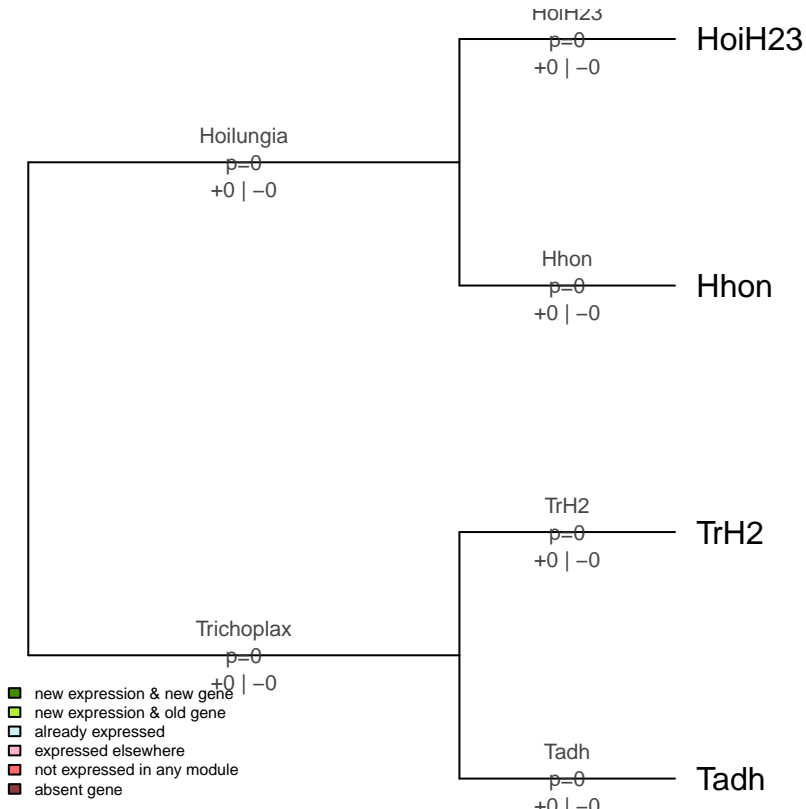 HoiH23
p=0
+0 | −0
HoiH23
Hoilungia
p=0
+0 | −0
Hhon
p=0
+0 | −0
Hhon
TrH2
p=0
+0 | −0
TrH2
Trichoplax
p=0
+0 | −0
new expression & new gene
new expression & old gene
already expressed
expressed elsewhere
not expressed in any module
absent gene
Tadh
p=0
+0 | −0
Tadh